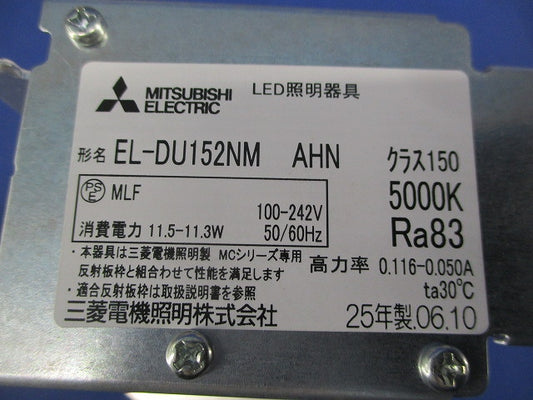 MITSUBISHI ELECTRIC LED照明器具
形名 EL-DU152NM AHN クラス150
PSE MLF 5000K
100-242V
消費電力 11.5-11.3W 50/60Hz Ra83
・本器具は三菱電機照明製 MCシリーズ専用
反射板枠と組合わせて性能を満足します 高力率 0.116-0.050A
・適合反射板枠は取扱説明書を参照 ta30℃
三菱電機照明株式会社 25年製.06.10